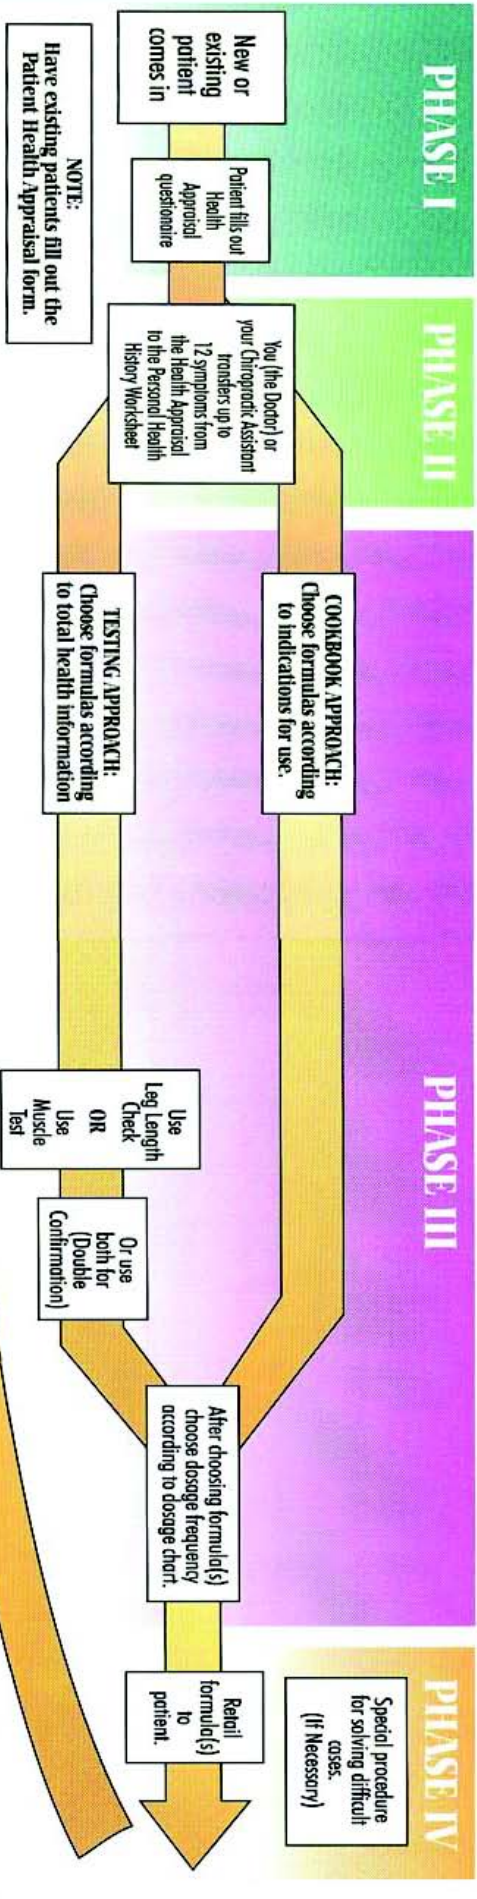 PHASE I
New or
existing
patient
comes in
Patient fills out
Health
Appraisal
questionaire
NOTE:
Have existing patients fill out the
Patient Health Appraisal form.
PHASE II
You (the Doctor) or
your Chiropractic Assistant
transfers up to
12 symptoms from
the Health Appraisal
to the Personal Health
History Worksheet
PHASE III
COOKBOOK APPROACH:
Choose formulas according
to indications for use.
TESTING APPROACH:
Choose formulas according
to total health information
Use
Leg Length
Check
OR
Use
Muscle
Test
Or use
both for
(Double
Confirmation)
After choosing formula(s)
choose dosage frequency
according to dosage chart.
PHASE IV
Special procedure
for solving difficult
cases.
(If Necessary)
Retail
formula(s)
to
patient.